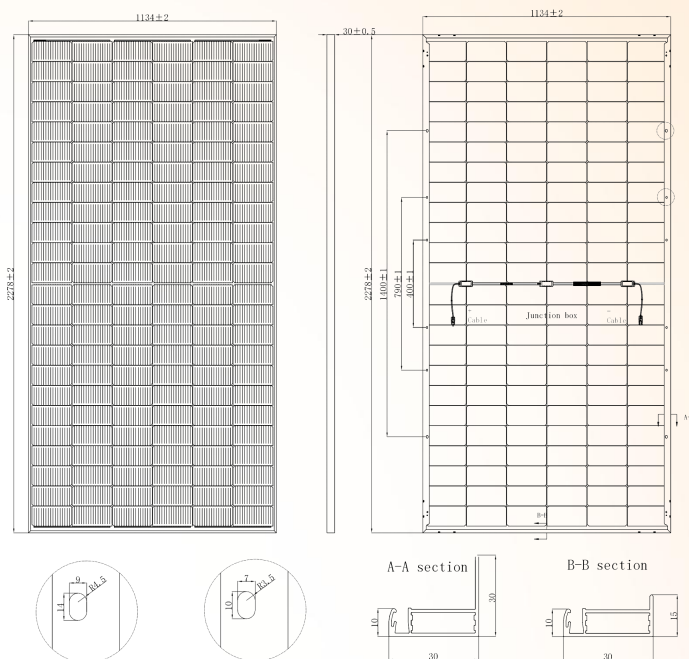 1134±2
1134±2
30±0.5
2278±2
2278±2
1400±1
790±1
400±1
Cable
Junction box
Cable
A-
B-
A-A section
B-B section
9
R4.5
14
7
R3.5
10
10
30
30
10
15
30